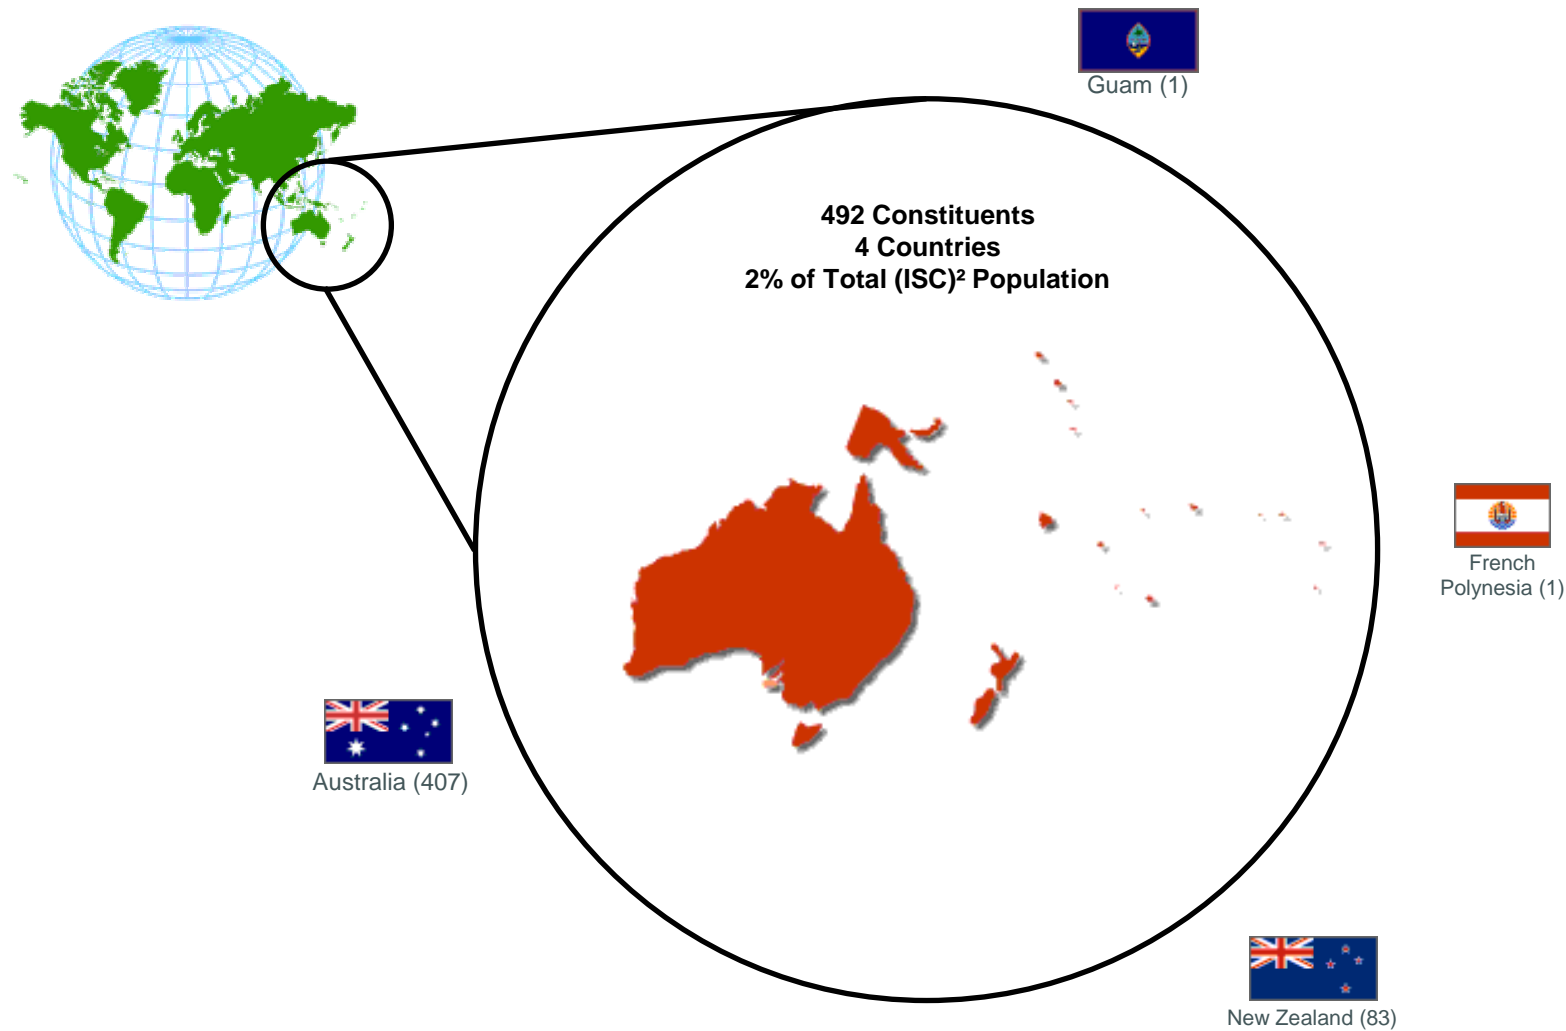 Guam (1)
492 Constituents
4 Countries
2% of Total (ISC)² Population
French
Polynesia (1)
Australia (407)
New Zealand (83)